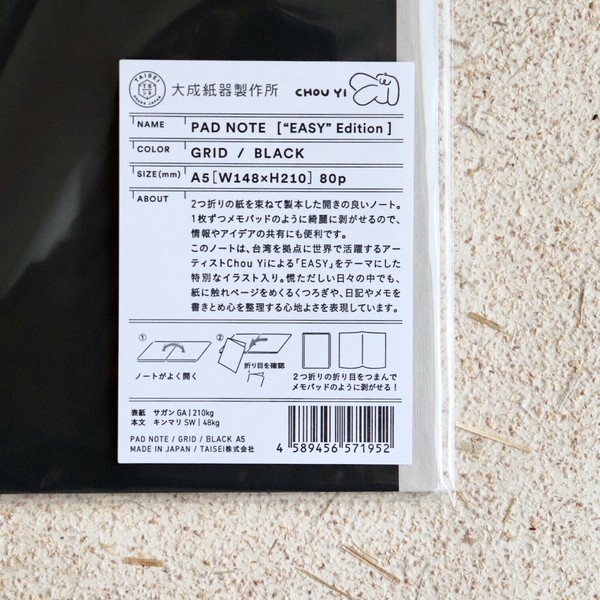 TAISEI
OSAKA JAPAN
大成紙器製作所
CHOU YI
NAME PAD NOTE [“EASY” Edition]
COLOR GRID / BLACK
SIZE(mm) A5[W148×H210] 80p
ABOUT 2つ折りの紙を束ねて製本した開きの良いノート。
1枚ずつメモパッドのように綺麗に剥がせるので、
情報やアイデアの共有にも便利です。
このノートは、台湾を拠点に世界で活躍するアー
ティストChou Yiによる「EASY」をテーマにした
特別なイラスト入り。慌ただしい日々の中でも、
紙に触れページをめくるくつろぎや、日記やメモを
書きとめ心を整理する心地よさを表現しています。
① ②
折り目を確認
ノートがよく開く
2つ折りの折り目をつまんで
メモパッドのように剥がせる!
表紙 サガン GA|210kg
本文 キンマリ SW|48kg
PAD NOTE / GRID / BLACK A5
MADE IN JAPAN / TAISEI株式会社
4 589456 571952